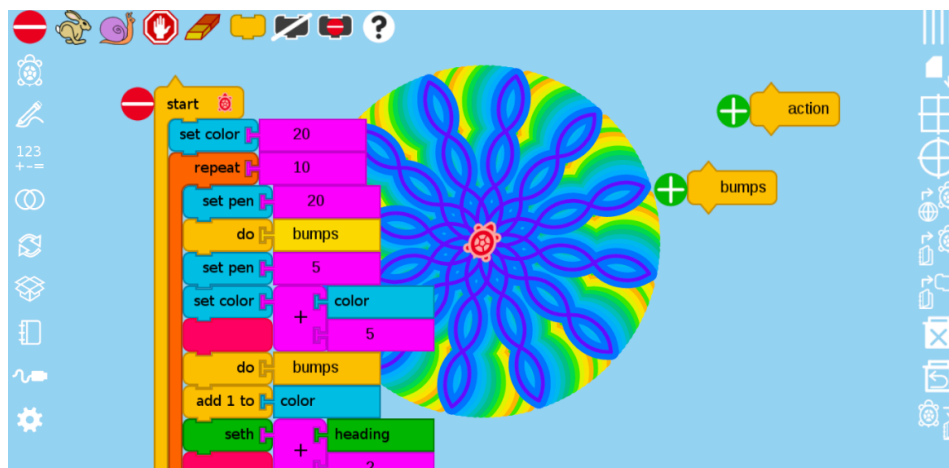 ?
123
+-=
start
action
set color 20
repeat 10
bumps
set pen 20
do bumps
set pen 5
set color + color
5
do bumps
add 1 to color
seth + heading
2